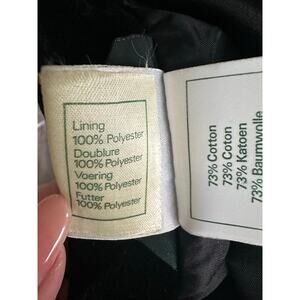 Lining
100% Polyester
Doublure
100% Polyester
Voering
100% Polyester
Futter
100% Polyester
73% Cotton
73% Coton
73% Katoen
73% Baumwolle